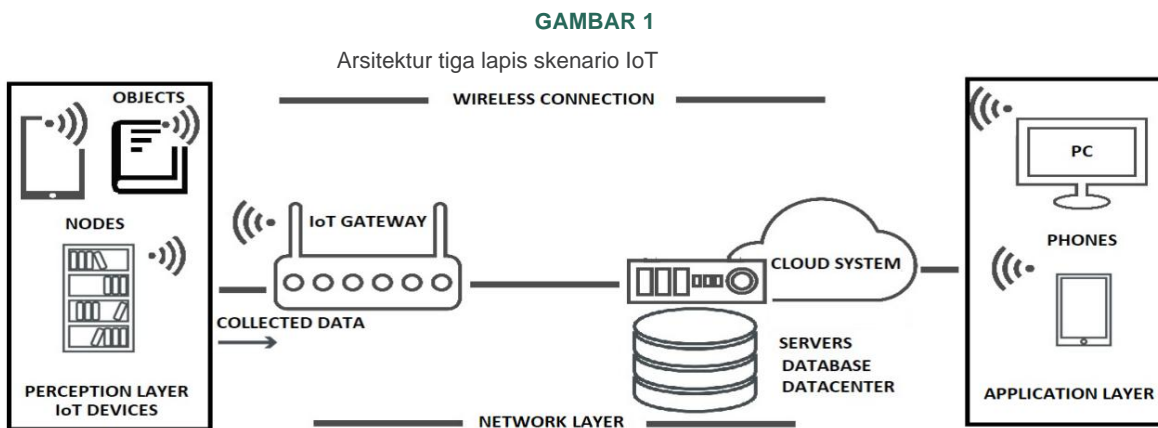 GAMBAR 1
Arsitektur tiga lapis skenario IoT
OBJECTS
NODES
PERCEPTION LAYER
IoT DEVICES
WIRELESS CONNECTION
IoT GATEWAY
COLLECTED DATA
CLOUD SYSTEM
SERVERS
DATABASE
DATACENTER
NETWORK LAYER
PC
PHONES
APPLICATION LAYER